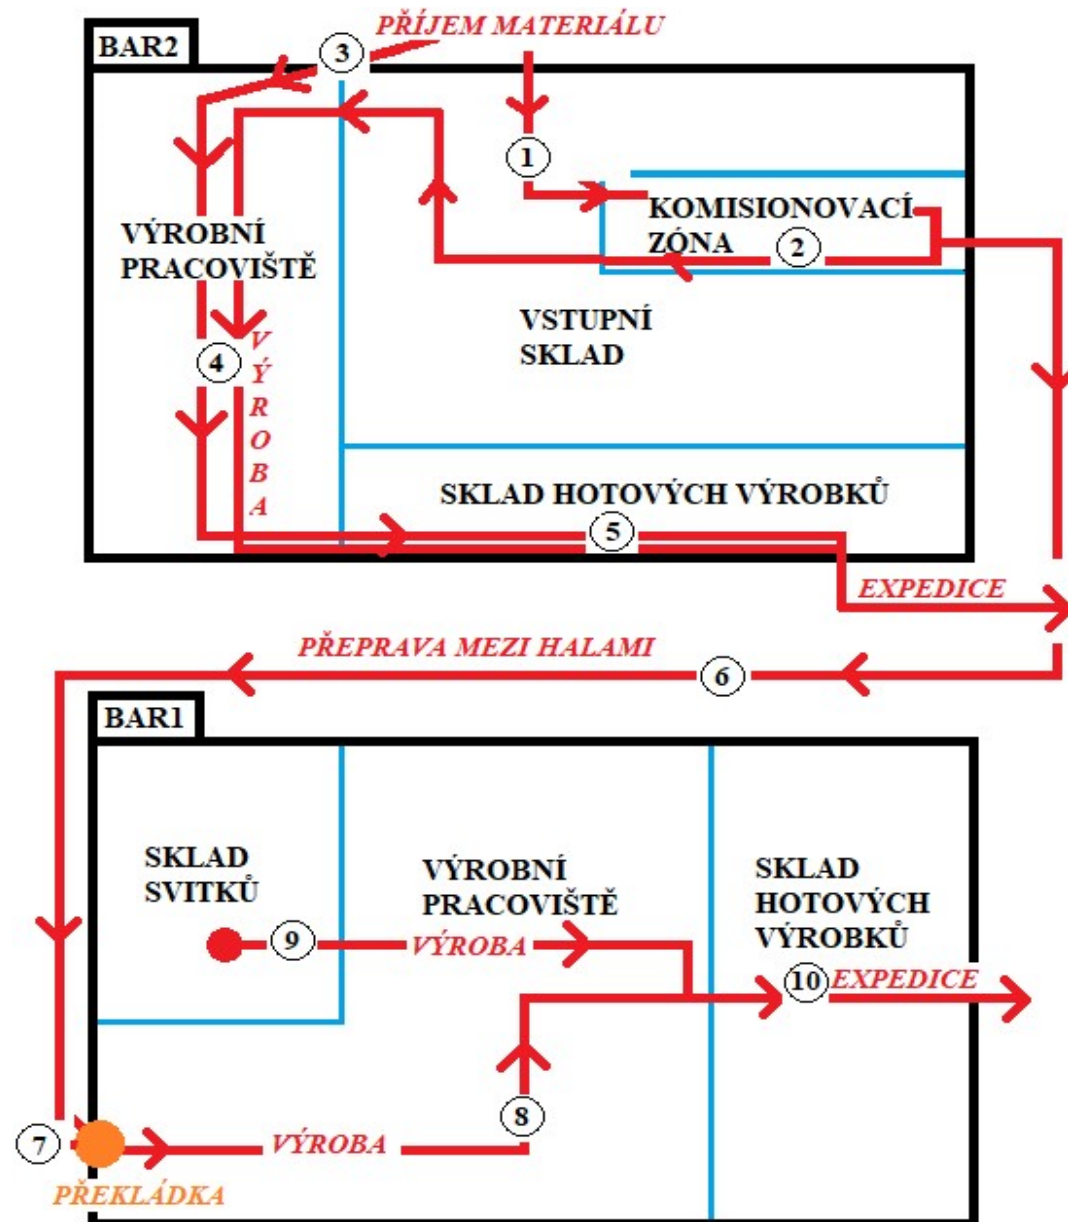 PŘÍJEM MATERIÁLU
BAR2
3
1
KOMISIONOVACÍ
ZÓNA
2
VÝROBNÍ
PRACOVIŠTĚ
VSTUPNÍ
SKLAD
4
VÝROBA
SKLAD HOTOVÝCH VÝROBKŮ
5
EXPEDICE
PŘEPRAVA MEZI HALAMI
6
BAR1
SKLAD
SVITKŮ
VÝROBNÍ
PRACOVIŠTĚ
SKLAD
HOTOVÝCH
VÝROBKŮ
9
VÝROBA
10
EXPEDICE
8
7
VÝROBA
PŘEKLÁDKA